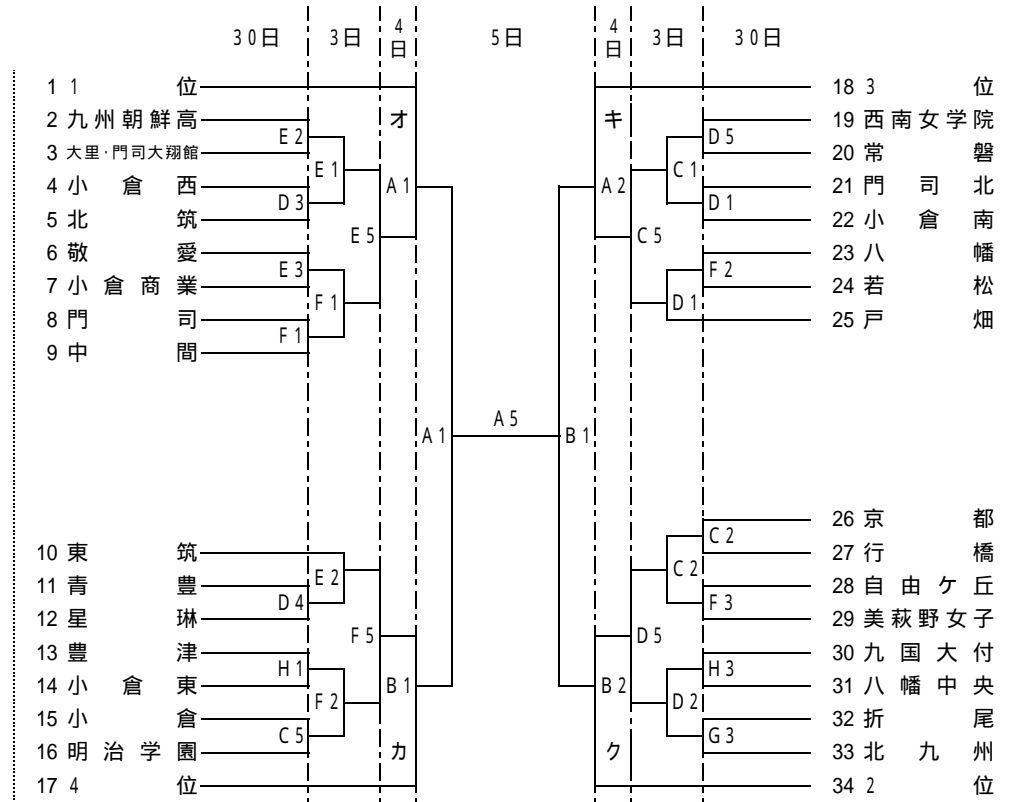 30日 3日 4日 5日 4日 3日 30日
1 1位
2 九州朝鮮高
3 大里・門司大翔館
4 小倉西
5 北筑
6 敬愛
7 小倉商業
8 門司
9 中間
10 東筑
11 青豊
12 星琳
13 豊津
14 小倉東
15 小倉
16 明治学園
17 4位
E2
D3
E3
F1
D4
H1
C5
E1
F1
E2
F2
E5
F5
オ
A1
B1
カ
A1
A5
B1
キ
A2
B2
ク
C5
D5
C1
D1
C2
D2
D5
D1
F2
C2
F3
H3
G3
18 3位
19 西南女学院
20 常磐
21 門司北
22 小倉南
23 八幡
24 若松
25 戸畑
26 京都
27 行橋
28 自由ケ丘
29 美萩野女子
30 九国大付
31 八幡中央
32 折尾
33 北九州
34 2位